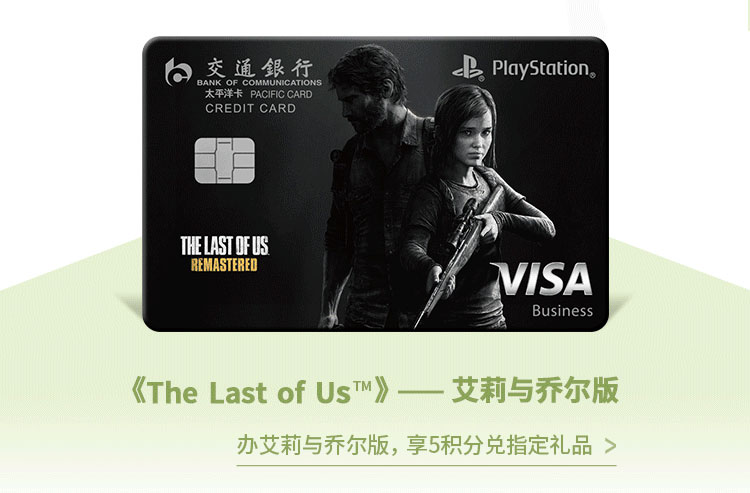 交通銀行
BANK OF COMMUNICATIONS
太平洋卡 PACIFIC CARD
CREDIT CARD
PlayStation®
THE LAST OF US
REMASTERED
VISA
Business
《The Last of Us™》—— 艾莉与乔尔版
办艾莉与乔尔版，享5积分兑指定礼品 >